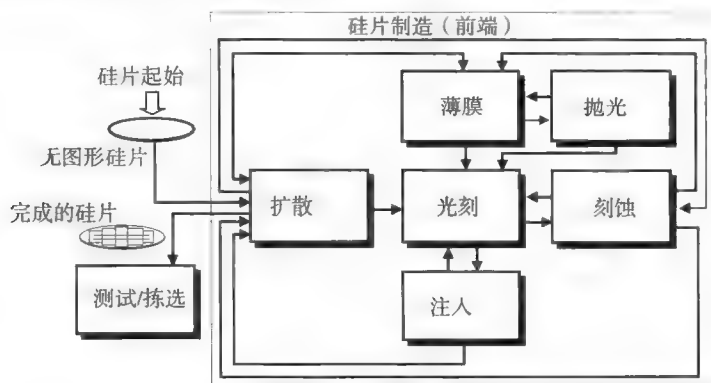 硅片制造（前端）
硅片起始
薄膜
抛光
无图形硅片
完成的硅片
扩散
光刻
刻蚀
测试/拣选
注人